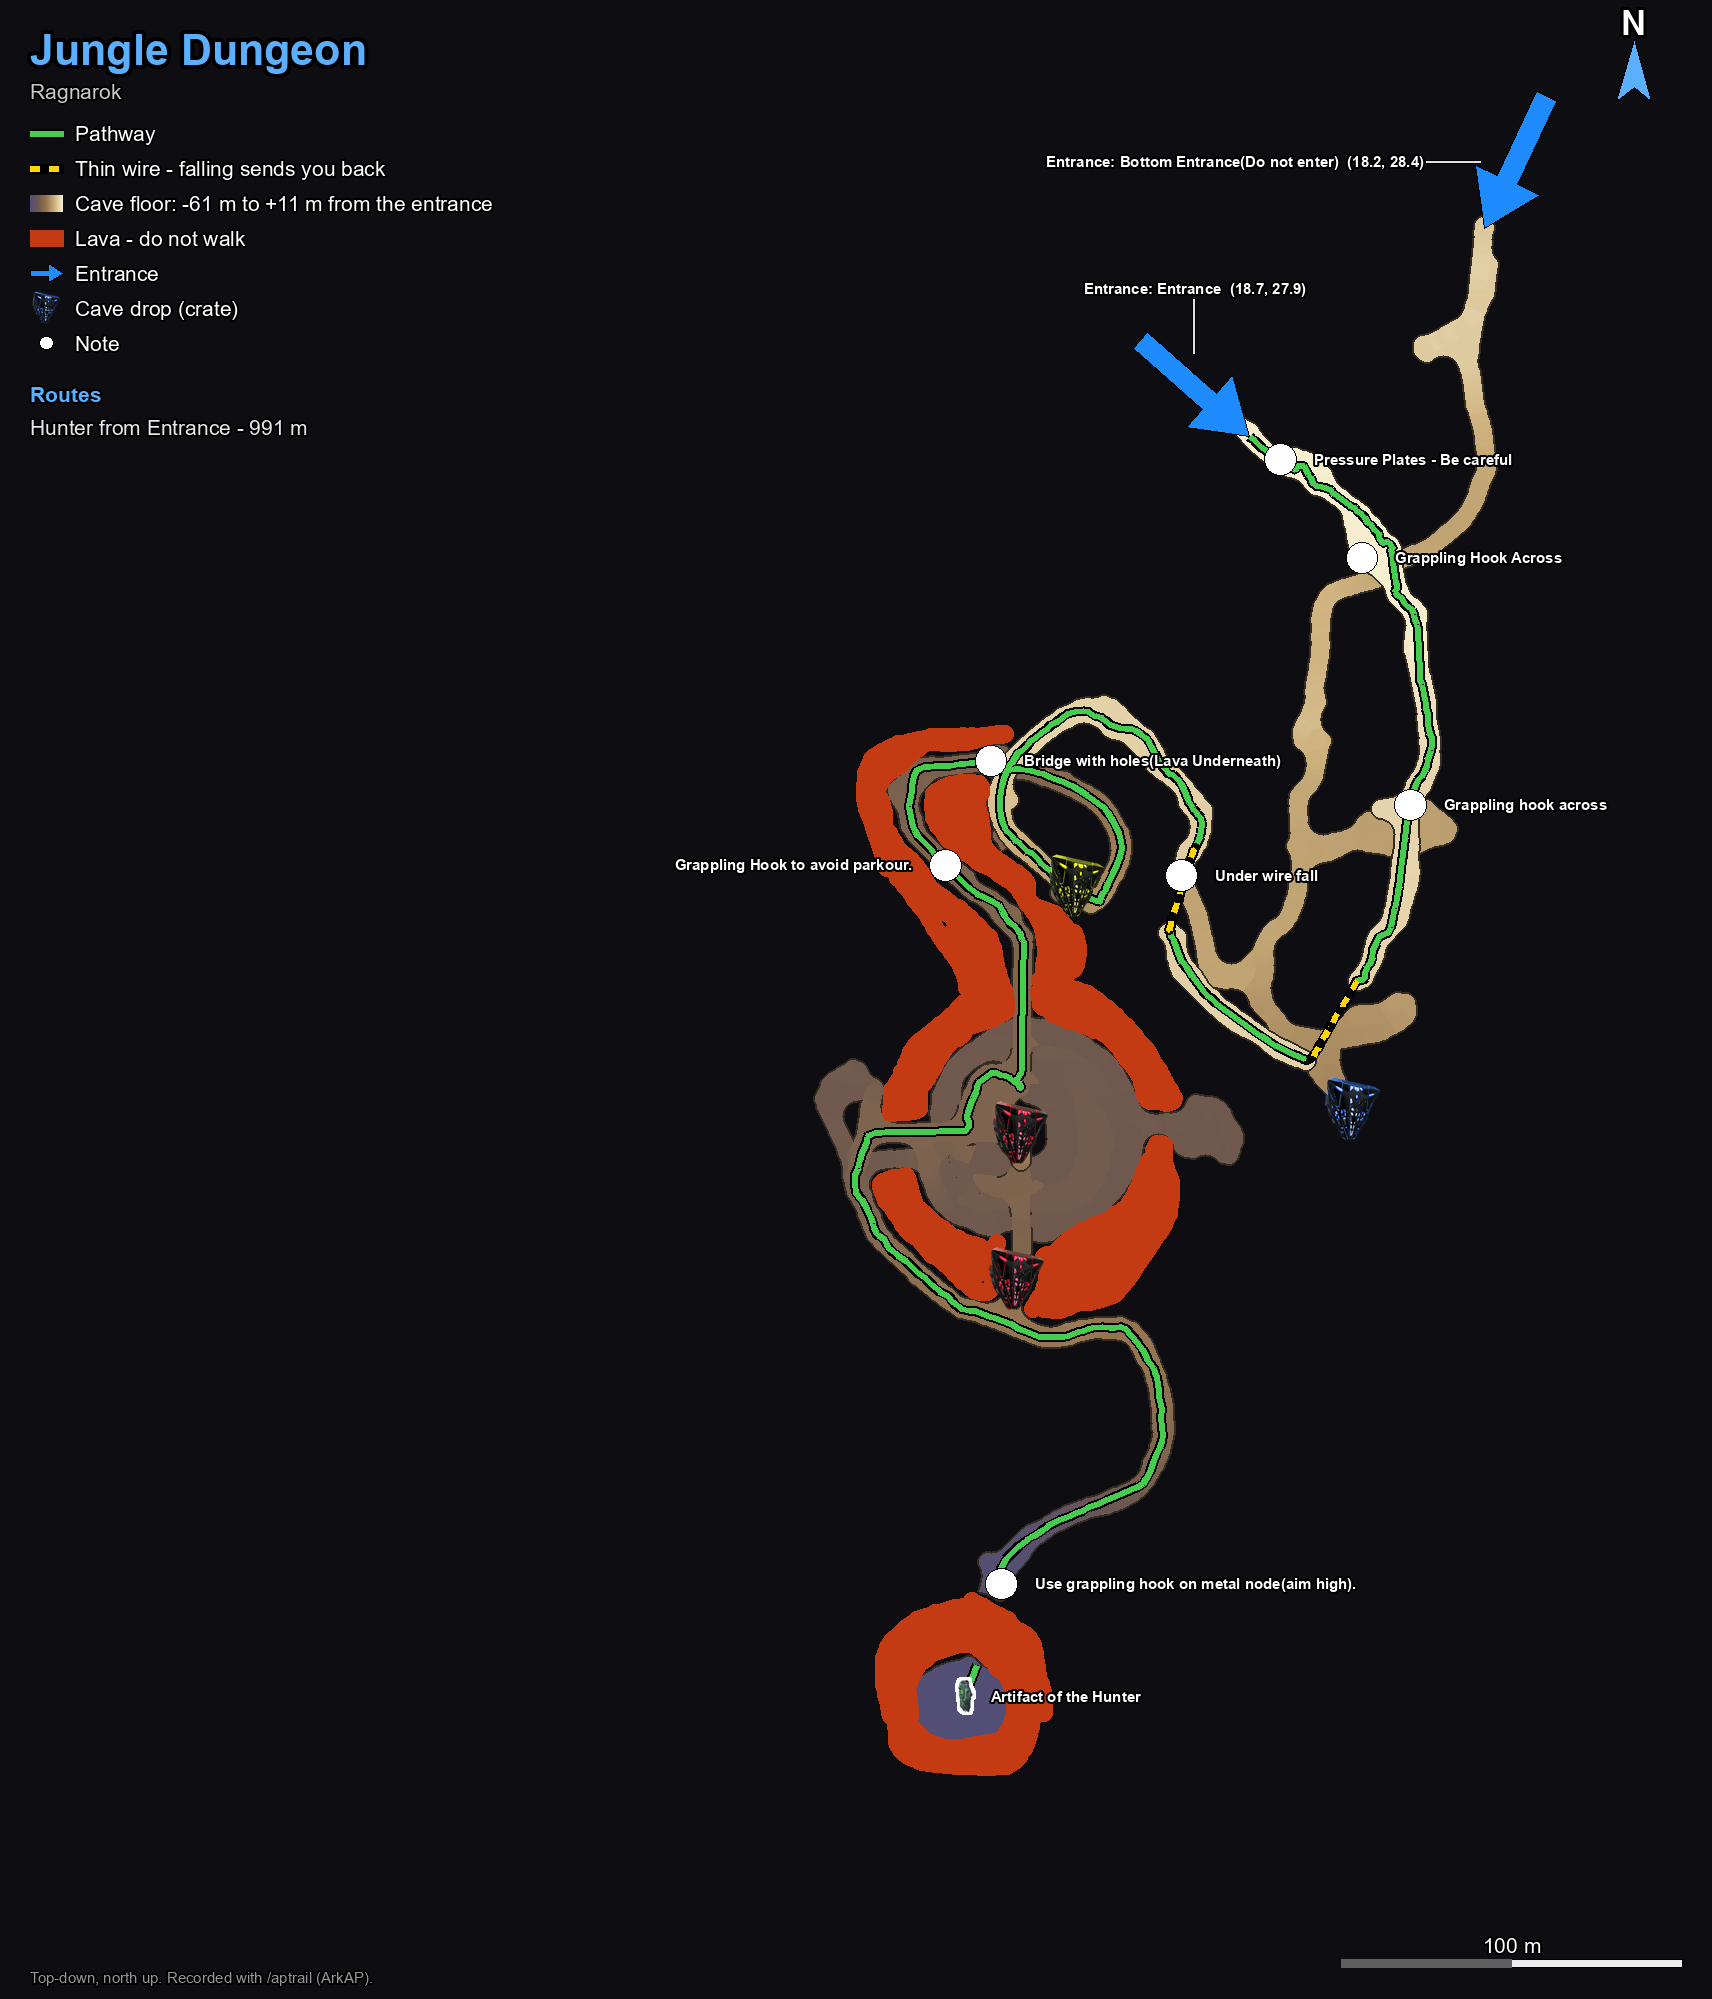 Jungle Dungeon
Ragnarok
Pathway
Thin wire - falling sends you back
Cave floor: -61 m to +11 m from the entrance
Lava - do not walk
Entrance
Cave drop (crate)
Note
Routes
Hunter from Entrance - 991 m
N
Entrance: Bottom Entrance(Do not enter) (18.2, 28.4)
Entrance: Entrance (18.7, 27.9)
Pressure Plates - Be careful
Grappling Hook Across
Bridge with holes(Lava Underneath)
Grappling hook across
Grappling Hook to avoid parkour.
Under wire fall
Use grappling hook on metal node(aim high).
Artifact of the Hunter
100 m
Top-down, north up. Recorded with /aptrail (ArkAP).